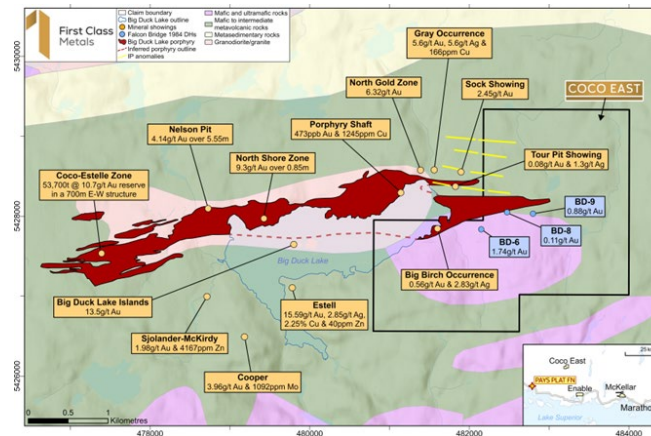 First Class
Metals
Claim boundary
Big Duck Lake outline
Mineral showings
Falcon Bridge 1984 DHs
Big Duck Lake porphyry
Inferred porphyry outline
IP anomalies
Mafic and ultramafic rocks
Mafic to intermediate
metavolcanic rocks
Metasedimentary rocks
Granodiorite/granite
Gray Occurrence
5.6g/t Au, 5.6g/t Ag &
166ppm Cu
North Gold Zone
6.32g/t Au
Sock Showing
2.45g/t Au
COCO EAST
Porphyry Shaft
473ppb Au & 1245ppm Cu
Nelson Pit
4.14g/t Au over 5.55m
North Shore Zone
9.3g/t Au over 0.85m
Tour Pit Showing
0.08g/t Au & 1.3g/t Ag
Coco-Estelle Zone
53,700t @ 10.7g/t Au reserve
in a 700m E-W structure
BD-9
0.88g/t Au
BD-8
0.11g/t Au
BD-6
1.74g/t Au
Big Duck Lake
Big Birch Occurrence
0.56g/t Au & 2.83g/t Ag
Big Duck Lake Islands
13.5g/t Au
Estell
15.59g/t Au, 2.85g/t Ag,
2.25% Cu & 40ppm Zn
Sjolander-McKirdy
1.98g/t Au & 4167ppm Zn
Cooper
3.96g/t Au & 1092ppm Mo
5430000
5428000
5426000
0 0.5 1
Kilometres
478000
480000
482000
484000
Coco East
PAYS PLAT FN
Enable
McKellar
Maratho
Lake Superior